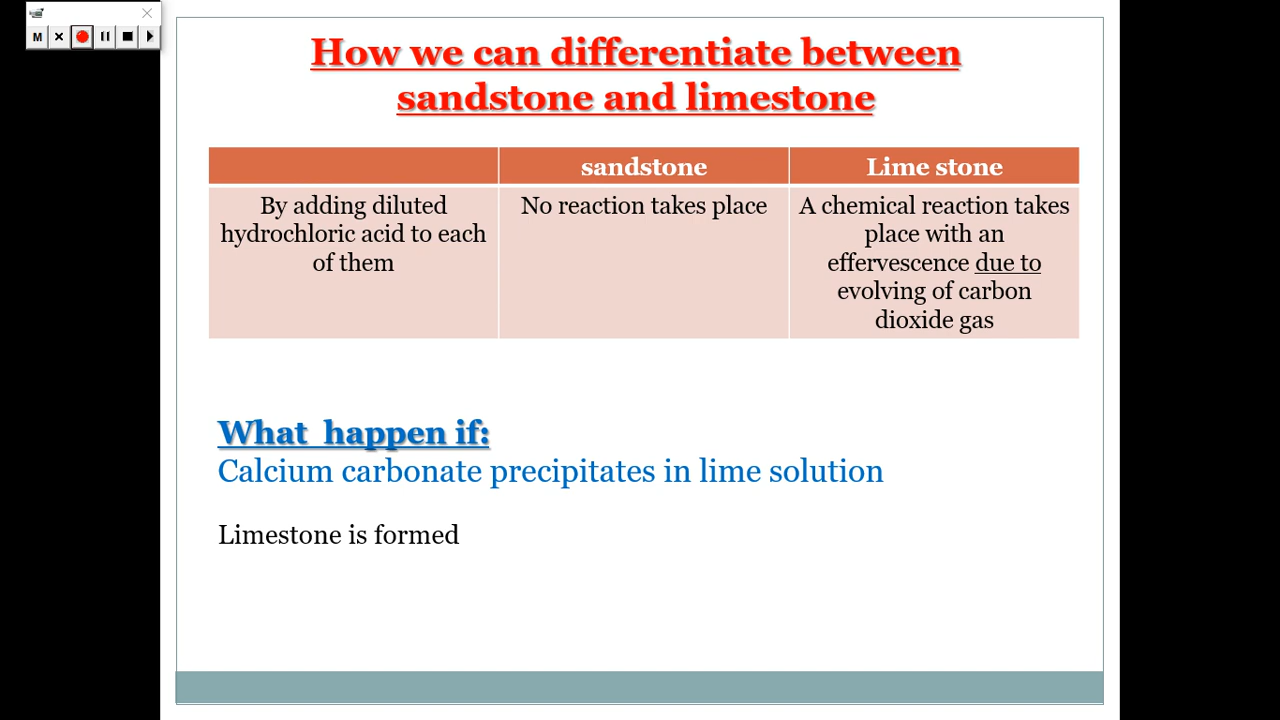 M
How we can differentiate between
sandstone and limestone
sandstone
Lime stone
By adding diluted
hydrochloric acid to each
of them
No reaction takes place
A chemical reaction takes
place with an
effervescence due to
evolving of carbon
dioxide gas
What  happen if:
Calcium carbonate precipitates in lime solution
Limestone is formed